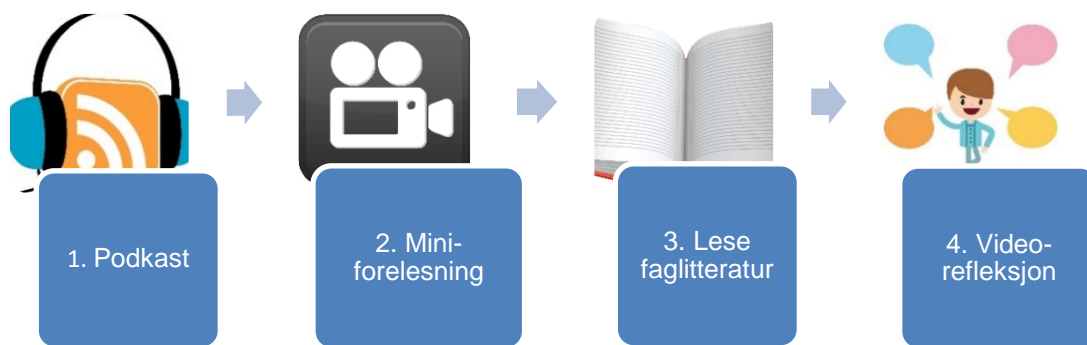 1. Podkast
2. Mini-
forelesning
3. Lese
faglitteratur
4. Video-
refleksjon